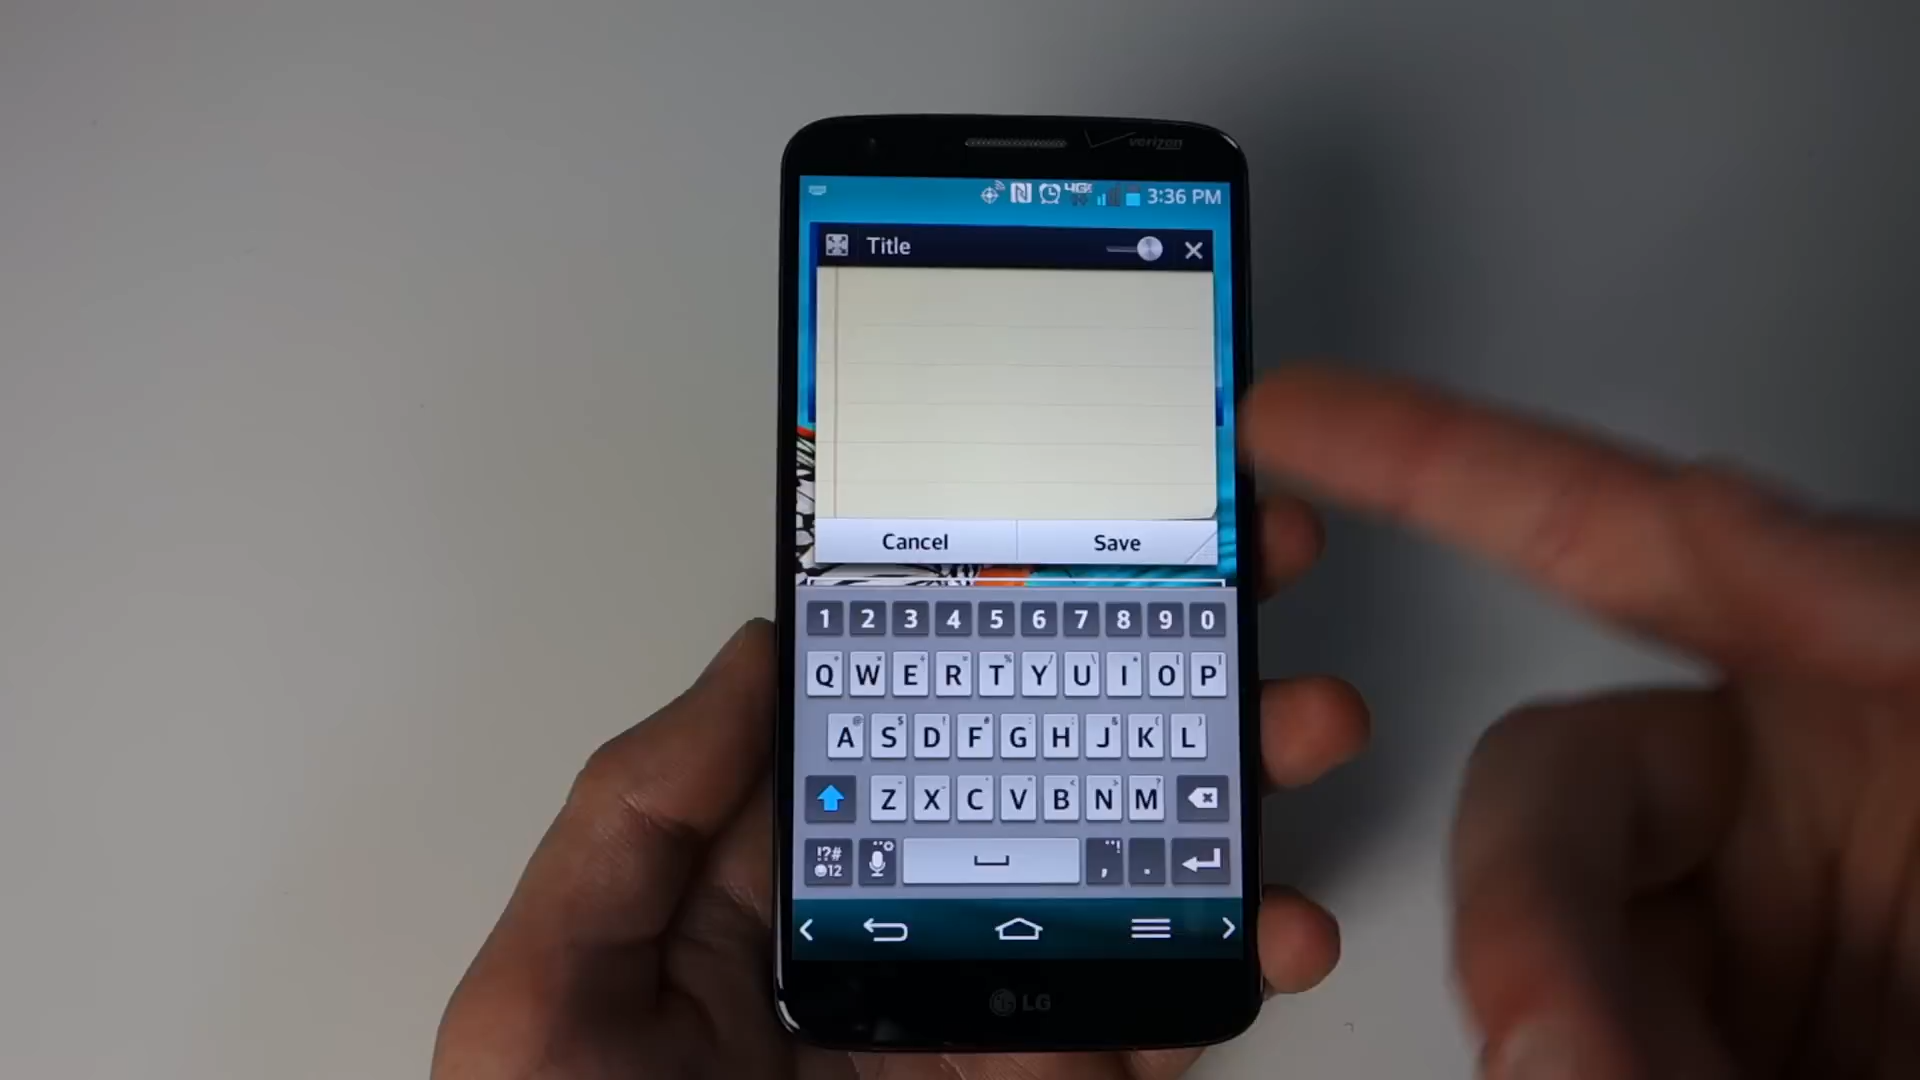 verizon
4G 3:36 PM
Title
Cancel Save
1 2 3 4 5 6 7 8 9 0
Q W E R T Y U I O P
A S D F G H J K L
Z X C V B N M
!?#
12 , .
LG